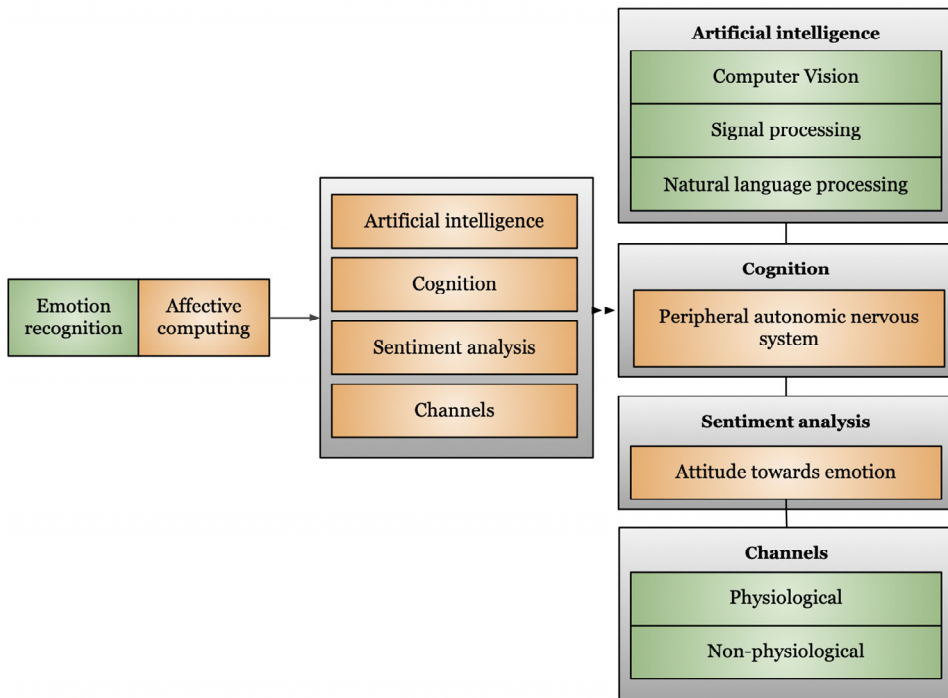 Emotion
recognition
Affective
computing
Artificial intelligence
Cognition
Sentiment analysis
Channels
Artificial intelligence
Computer Vision
Signal processing
Natural language processing
Cognition
Peripheral autonomic nervous
system
Sentiment analysis
Attitude towards emotion
Channels
Physiological
Non-physiological